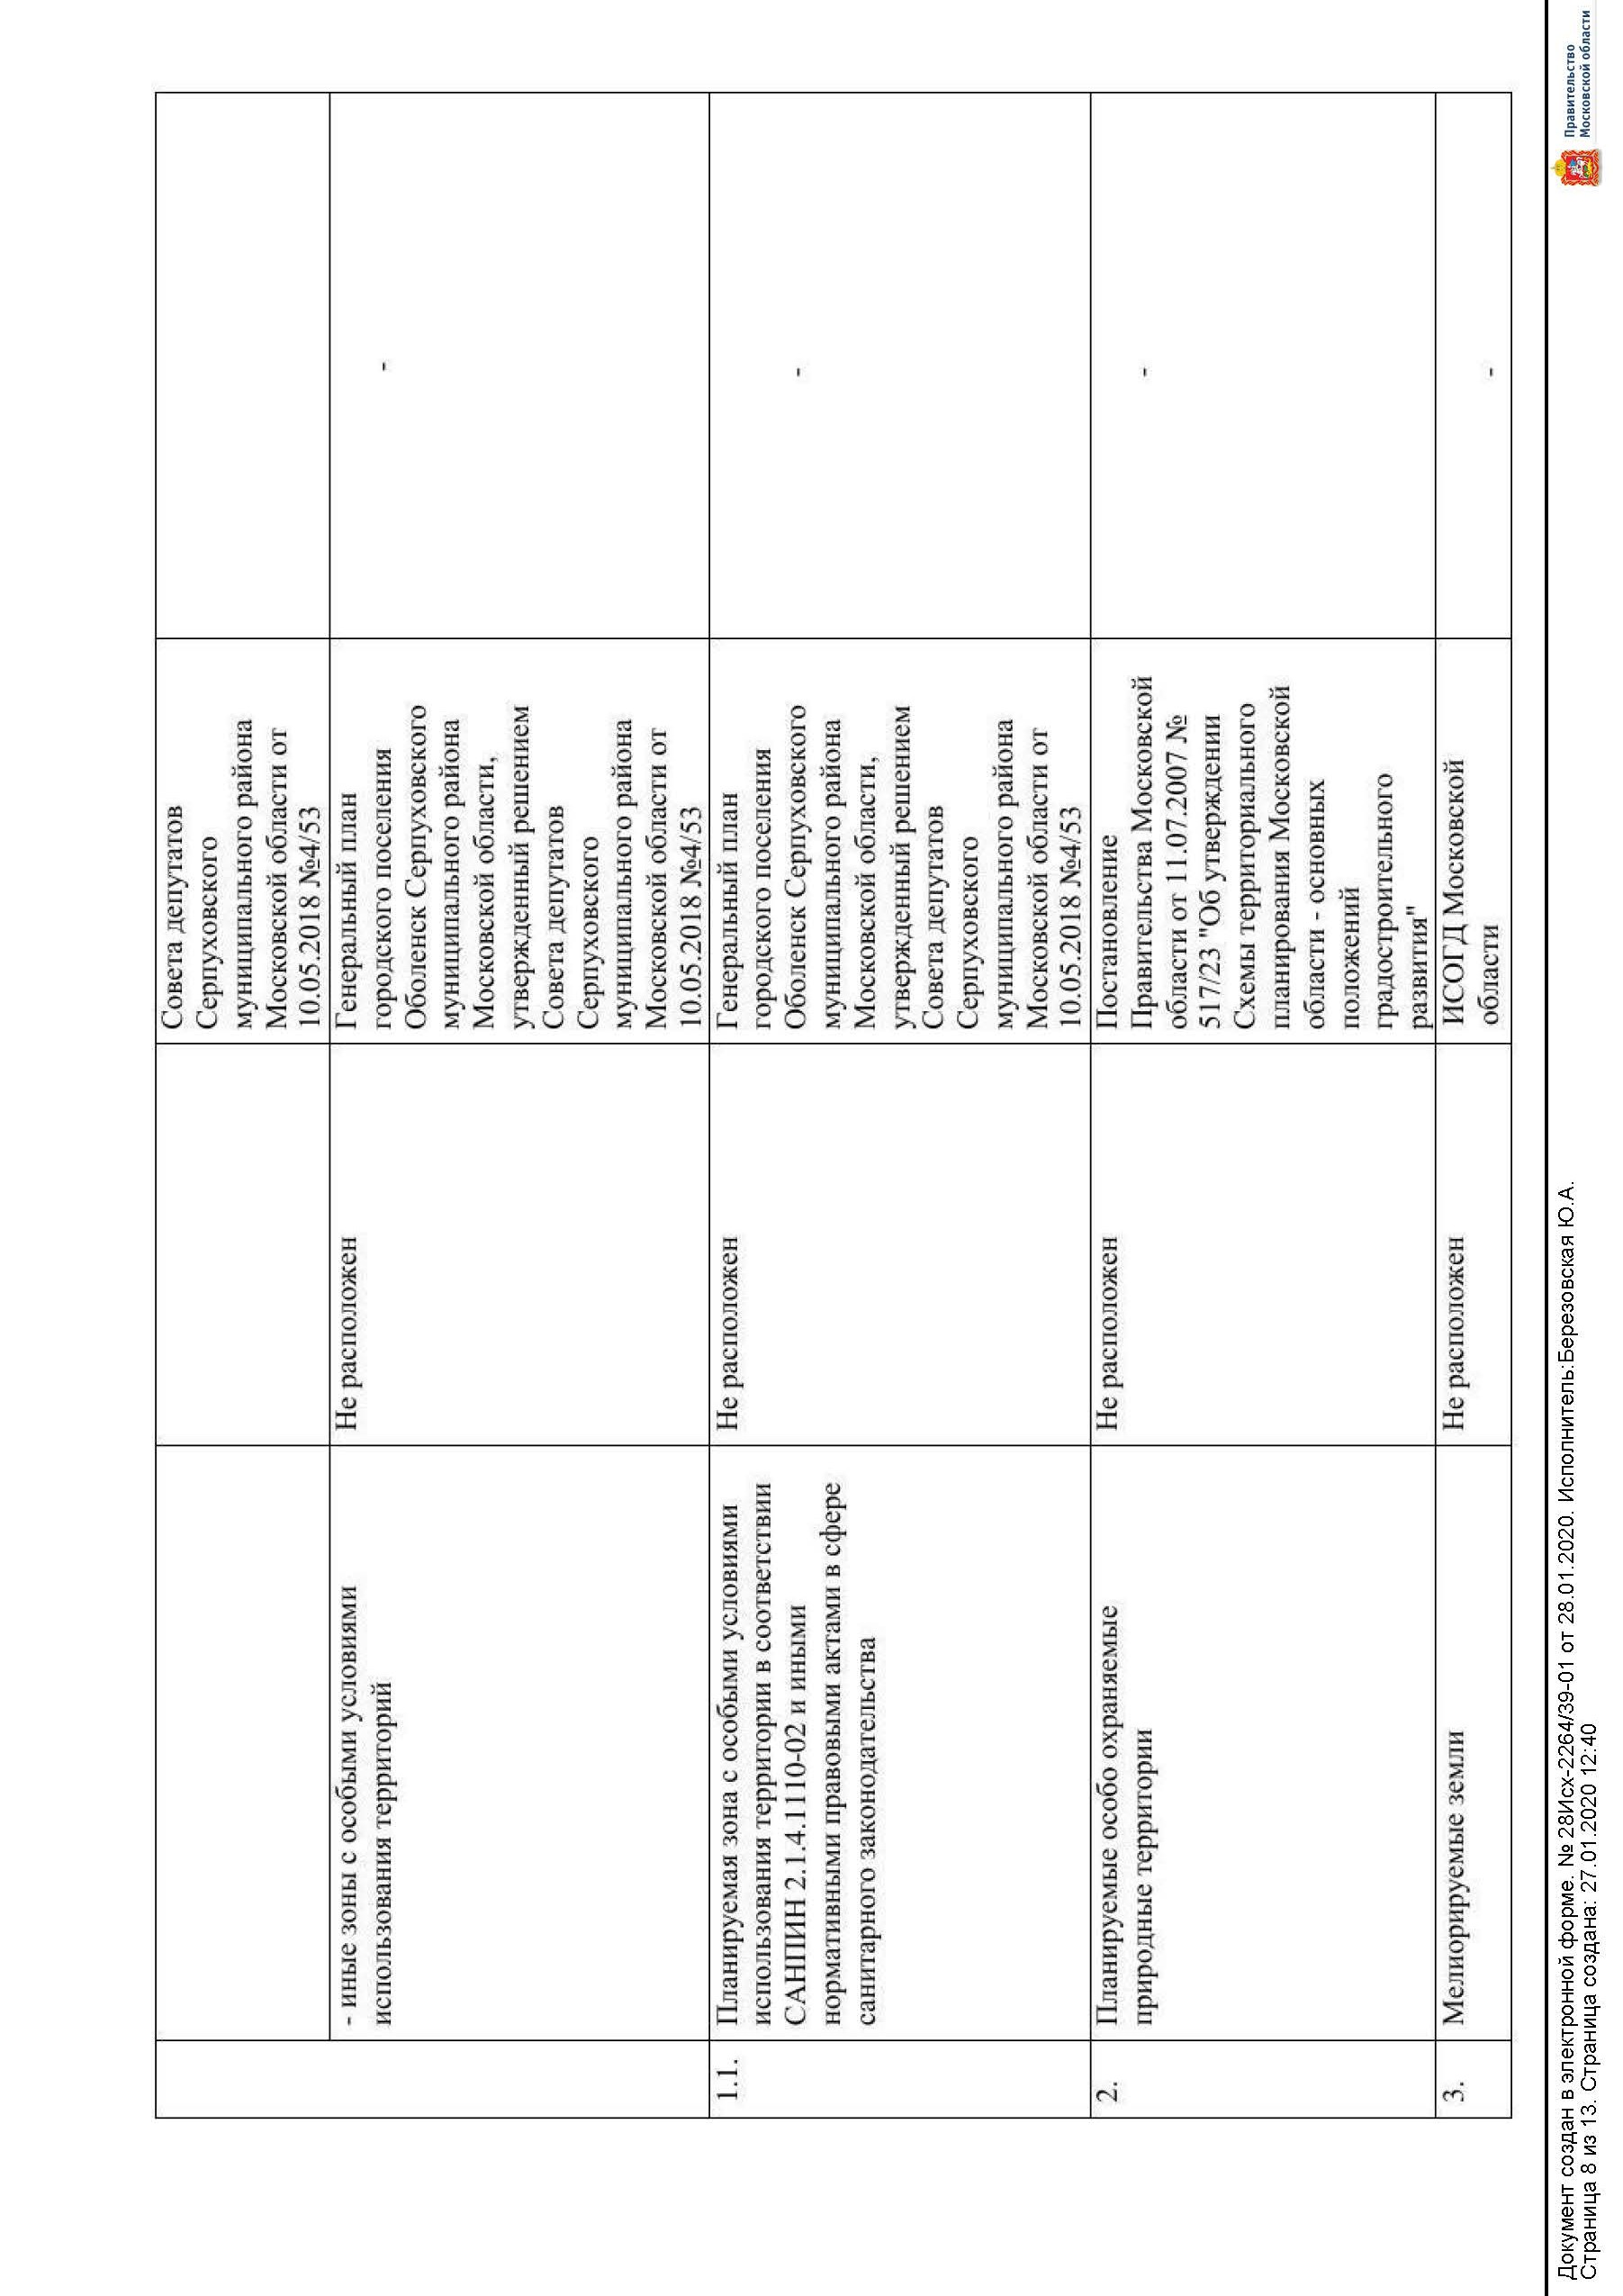 Совета депутатов
Серпуховского
муниципального района
Московской области от
10.05.2018 №4/53
- иные зоны с особыми условиями
использования территорий
Не расположен
Генеральный план
городского поселения
Оболенск Серпуховского
муниципального района
Московской области,
утвержденный решением
Совета депутатов
Серпуховского
муниципального района
Московской области от
10.05.2018 №4/53
-
1.1.
Планируемая зона с особыми условиями
использования территории в соответствии
САНПИН 2.1.4.1110-02 и иными
нормативными правовыми актами в сфере
санитарного законодательства
Не расположен
Генеральный план
городского поселения
Оболенск Серпуховского
муниципального района
Московской области,
утвержденный решением
Совета депутатов
Серпуховского
муниципального района
Московской области от
10.05.2018 №4/53
-
2.
Планируемые особо охраняемые
природные территории
Не расположен
Постановление
Правительства Московской
области от 11.07.2007 №
517/23 "Об утверждении
Схемы территориального
планирования Московской
области - основных
положений
градостроительного
развития"
-
3.
Мелиорируемые земли
Не расположен
ИСОГД Московской
области
-
Документ создан в электронной форме. № 28Исх-2264/39-01 от 28.01.2020. Исполнитель:Березовская Ю.А.
Страница 8 из 13. Страница создана: 27.01.2020 12:40
Правительство
Московской области